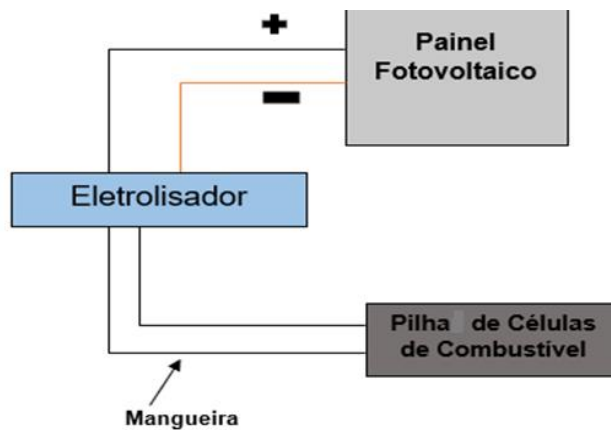 +
Painel
Fotovoltaico
-
Eletrolisador
Pilha de Células
de Combustível
Mangueira